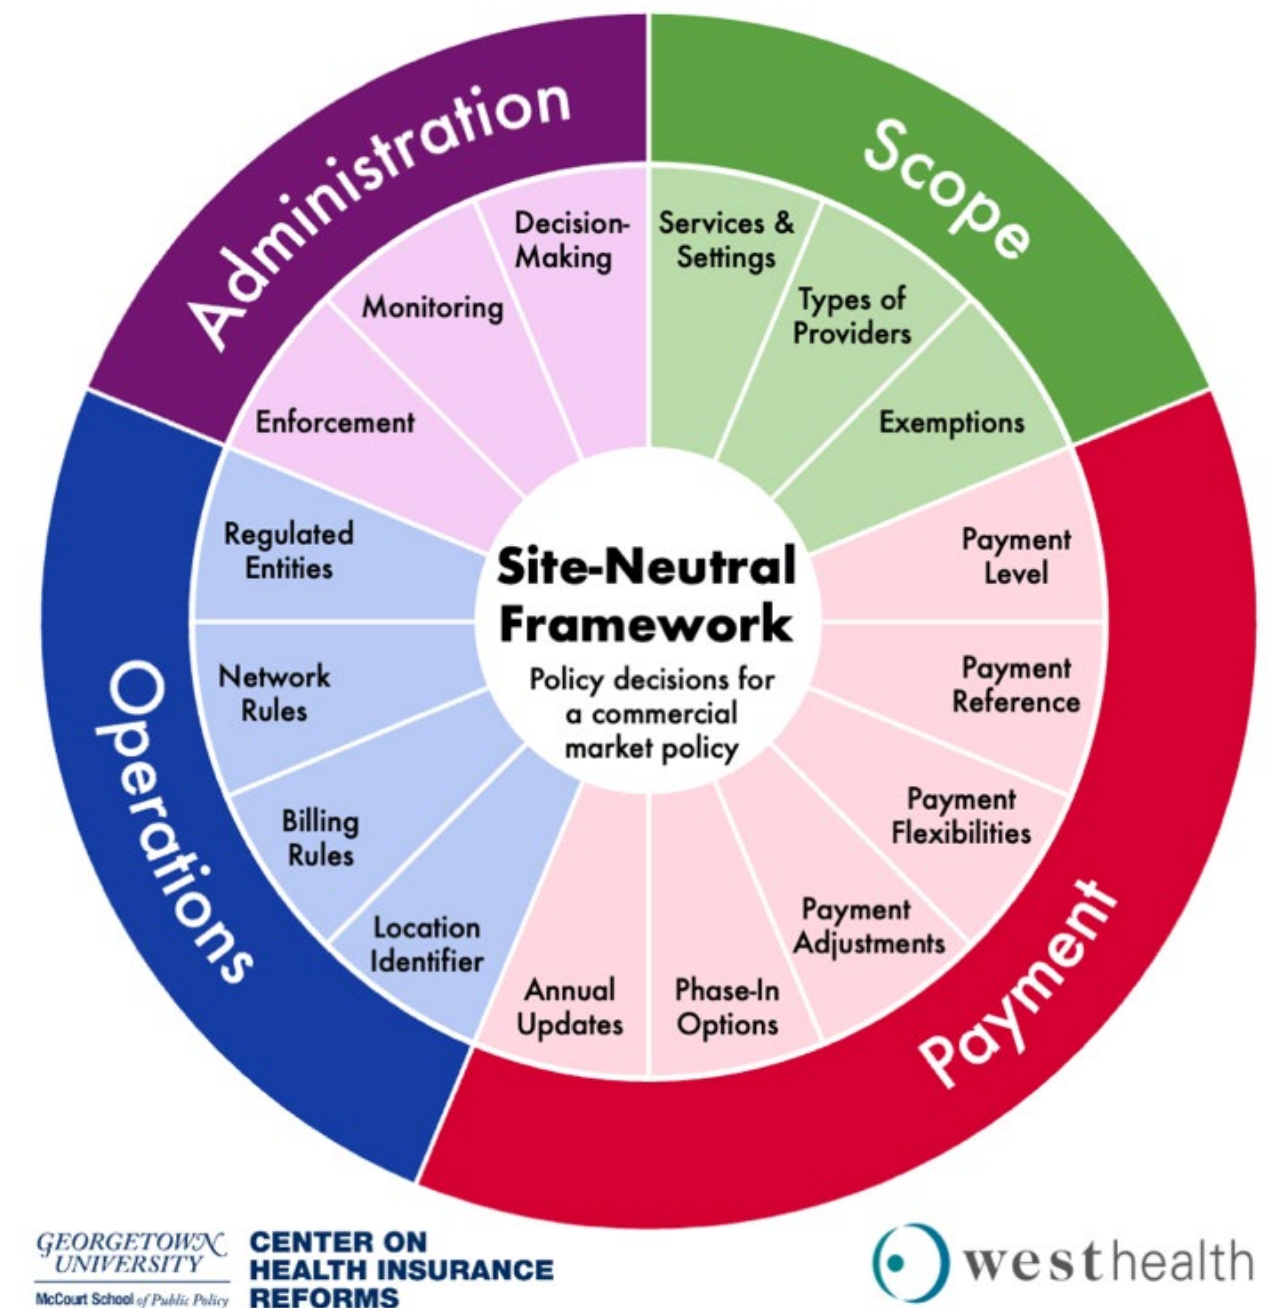 Administration
Scope
Decision-
Making
Services &
Settings
Monitoring
Types of
Providers
Enforcement
Exemptions
Regulated
Entities
Payment
Level
Site-Neutral
Framework
Policy decisions for
a commercial
market policy
Network
Rules
Payment
Reference
Operations
Billing
Rules
Payment
Flexibilities
Location
Identifier
Payment
Adjustments
Annual
Updates
Phase-In
Options
Payment
GEORGETOWN
UNIVERSITY
McCourt School of Public Policy
CENTER ON
HEALTH INSURANCE
REFORMS
westhealth